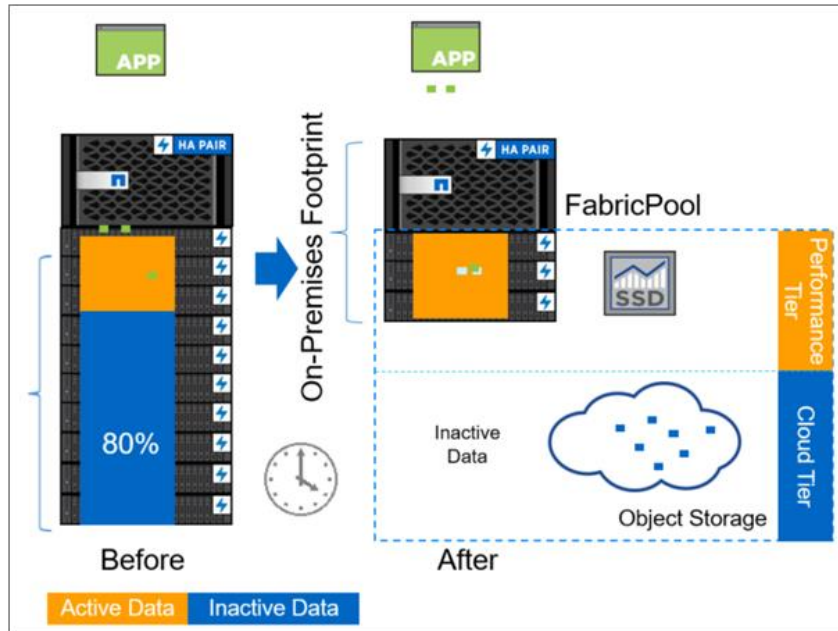 APP
APP
HA PAIR
HA PAIR
On-Premises Footprint
FabricPool
SSD
Performance
Tier
80%
Inactive
Data
Object Storage
Cloud Tier
Before
After
Active Data
Inactive Data